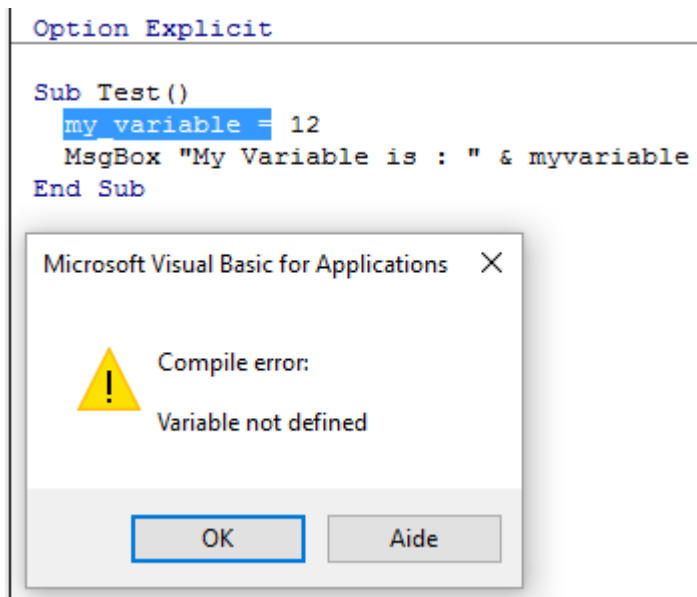 Option Explicit
Sub Test()
my_variable = 12
MsgBox "My Variable is : " & myvariable
End Sub
Microsoft Visual Basic for Applications
Compile error:
Variable not defined
OK
Aide